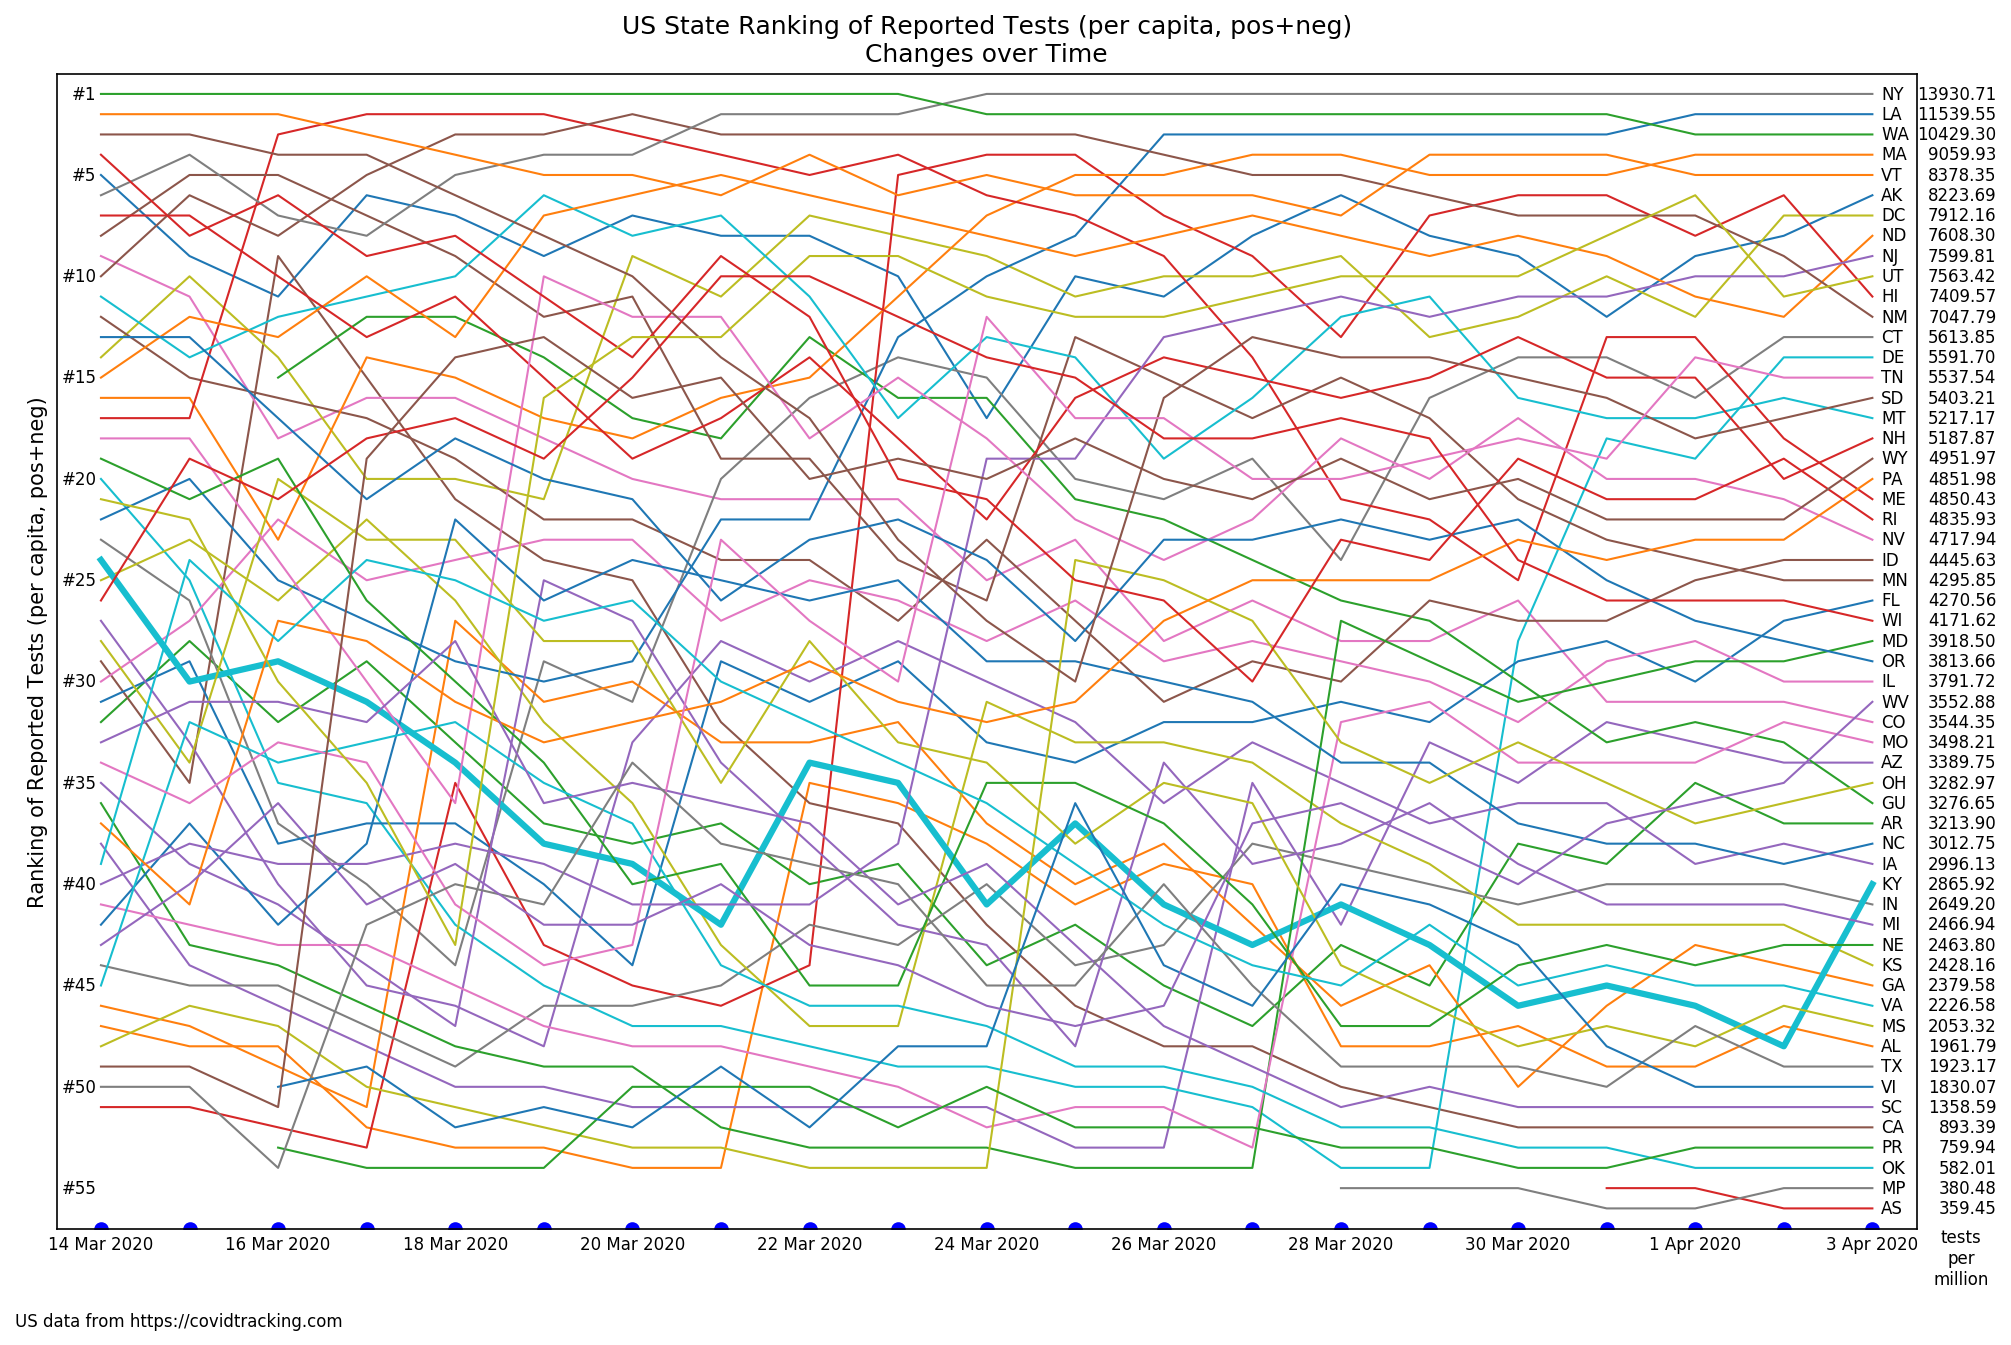 US State Ranking of Reported Tests (per capita, pos+neg)
Changes over Time
Ranking of Reported Tests (per capita, pos+neg)
#1
#5
#10
#15
#20
#25
#30
#35
#40
#45
#50
#55
NY 13930.71
LA 11539.55
WA 10429.30
MA 9059.93
VT 8378.35
AK 8223.69
DC 7912.16
ND 7608.30
NJ 7599.81
UT 7563.42
HI 7409.57
NM 7047.79
CT 5613.85
DE 5591.70
TN 5537.54
SD 5403.21
MT 5217.17
NH 5187.87
WY 4951.97
PA 4851.98
ME 4850.43
RI 4835.93
NV 4717.94
ID 4445.63
MN 4295.85
FL 4270.56
WI 4171.62
MD 3918.50
OR 3813.66
IL 3791.72
WV 3552.88
CO 3544.35
MO 3498.21
AZ 3389.75
OH 3282.97
GU 3276.65
AR 3213.90
NC 3012.75
IA 2996.13
KY 2865.92
IN 2649.20
MI 2466.94
NE 2463.80
KS 2428.16
GA 2379.58
VA 2226.58
MS 2053.32
AL 1961.79
TX 1923.17
VI 1830.07
SC 1358.59
CA 893.39
PR 759.94
OK 582.01
MP 380.48
AS 359.45
14 Mar 2020 16 Mar 2020 18 Mar 2020 20 Mar 2020 22 Mar 2020 24 Mar 2020 26 Mar 2020 28 Mar 2020 30 Mar 2020 1 Apr 2020 3 Apr 2020
tests
per
million
US data from https://covidtracking.com